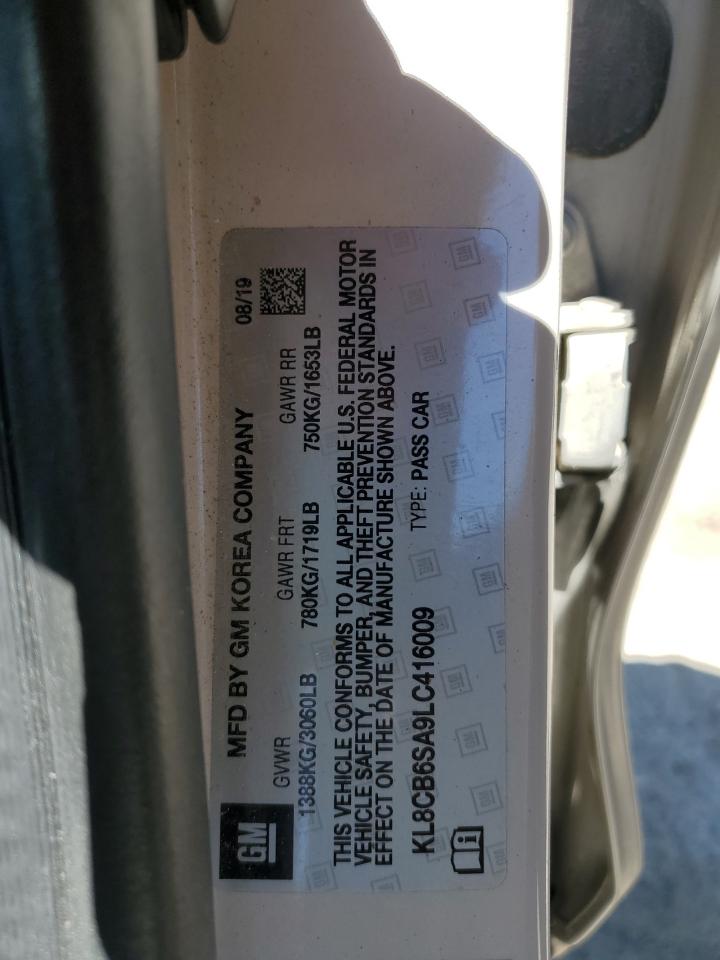 GM
MFD BY GM KOREA COMPANY 08/19
GVWR GAWR FRT GAWR RR
1388KG/3060LB 780KG/1719LB 750KG/1653LB
THIS VEHICLE CONFORMS TO ALL APPLICABLE U.S. FEDERAL MOTOR
VEHICLE SAFETY, BUMPER, AND THEFT PREVENTION STANDARDS IN
EFFECT ON THE DATE OF MANUFACTURE SHOWN ABOVE.
KL8CB6SA9LC416009 TYPE: PASS CAR